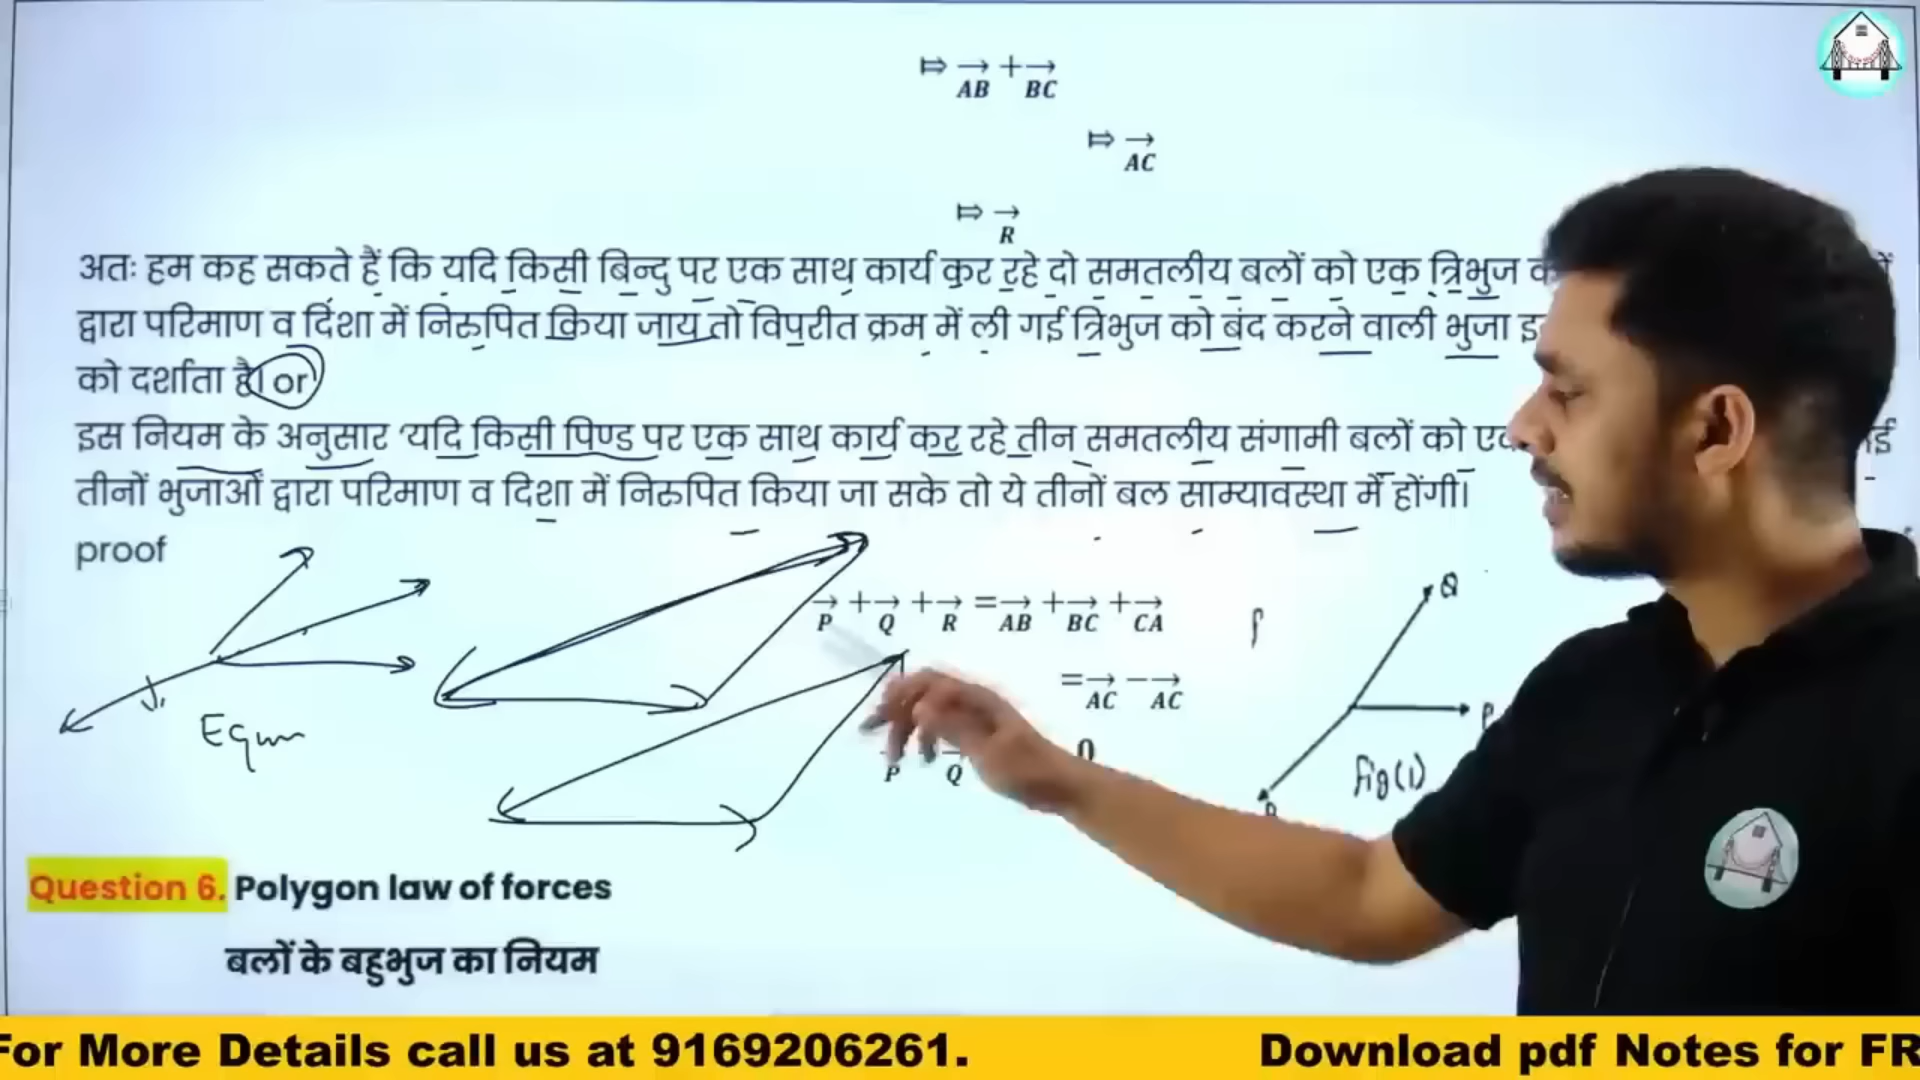 ⇒ AB + BC
⇒ AC
⇒ R
अतः हम कह सकते हैं कि यदि किसी बिन्दु पर एक साथ कार्य कर रहे दो समतलीय बलों को एक त्रिभुज
द्वारा परिमाण व दिशा में निरुपित किया जाय तो विपरीत क्रम में ली गई त्रिभुज को बंद करने वाली भुजा
को दर्शाता है। or
इस नियम के अनुसार ‘यदि किसी पिण्ड पर एक साथ कार्य कर रहे तीन समतलीय संगामी बलों को
तीनों भुजाओं द्वारा परिमाण व दिशा में निरुपित किया जा सके तो ये तीनों बल साम्यावस्था में होंगी।
proof
P + Q + R = AB + BC + CA
= AC − AC
P Q 0
Eqm
Q
P
R
Fig(1)
Question 6. Polygon law of forces
बलों के बहुभुज का नियम
For More Details call us at 9169206261. Download pdf Notes for